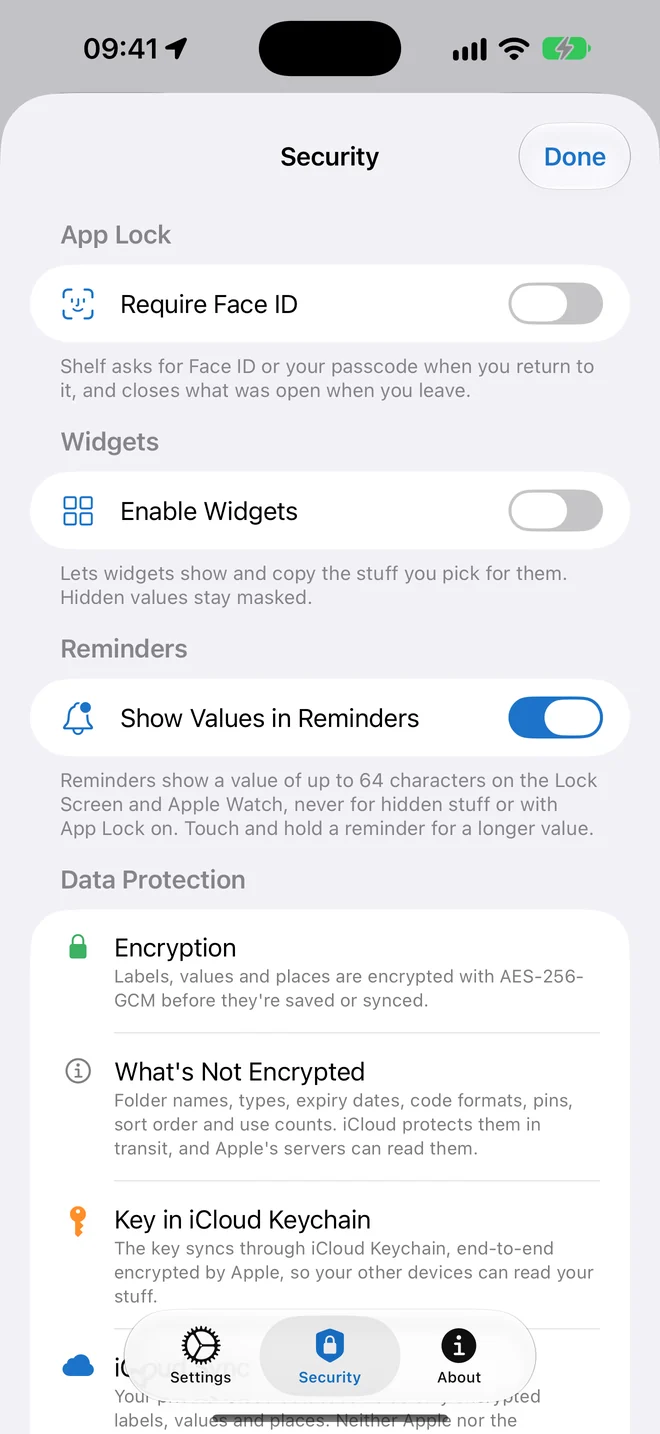 09:41
Security
Done
App Lock
Require Face ID
Shelf asks for Face ID or your passcode when you return to
it, and closes what was open when you leave.
Widgets
Enable Widgets
Lets widgets show and copy the stuff you pick for them.
Hidden values stay masked.
Reminders
Show Values in Reminders
Reminders show a value of up to 64 characters on the Lock
Screen and Apple Watch, never for hidden stuff or with
App Lock on. Touch and hold a reminder for a longer value.
Data Protection
Encryption
Labels, values and places are encrypted with AES-256-
GCM before they're saved or synced.
What's Not Encrypted
Folder names, types, expiry dates, code formats, pins,
sort order and use counts. iCloud protects them in
transit, and Apple's servers can read them.
Key in iCloud Keychain
The key syncs through iCloud Keychain, end-to-end
encrypted by Apple, so your other devices can read your
stuff.
iCloud Sync
Your
labels, values and places. Neither Apple nor the
Settings
Security
About